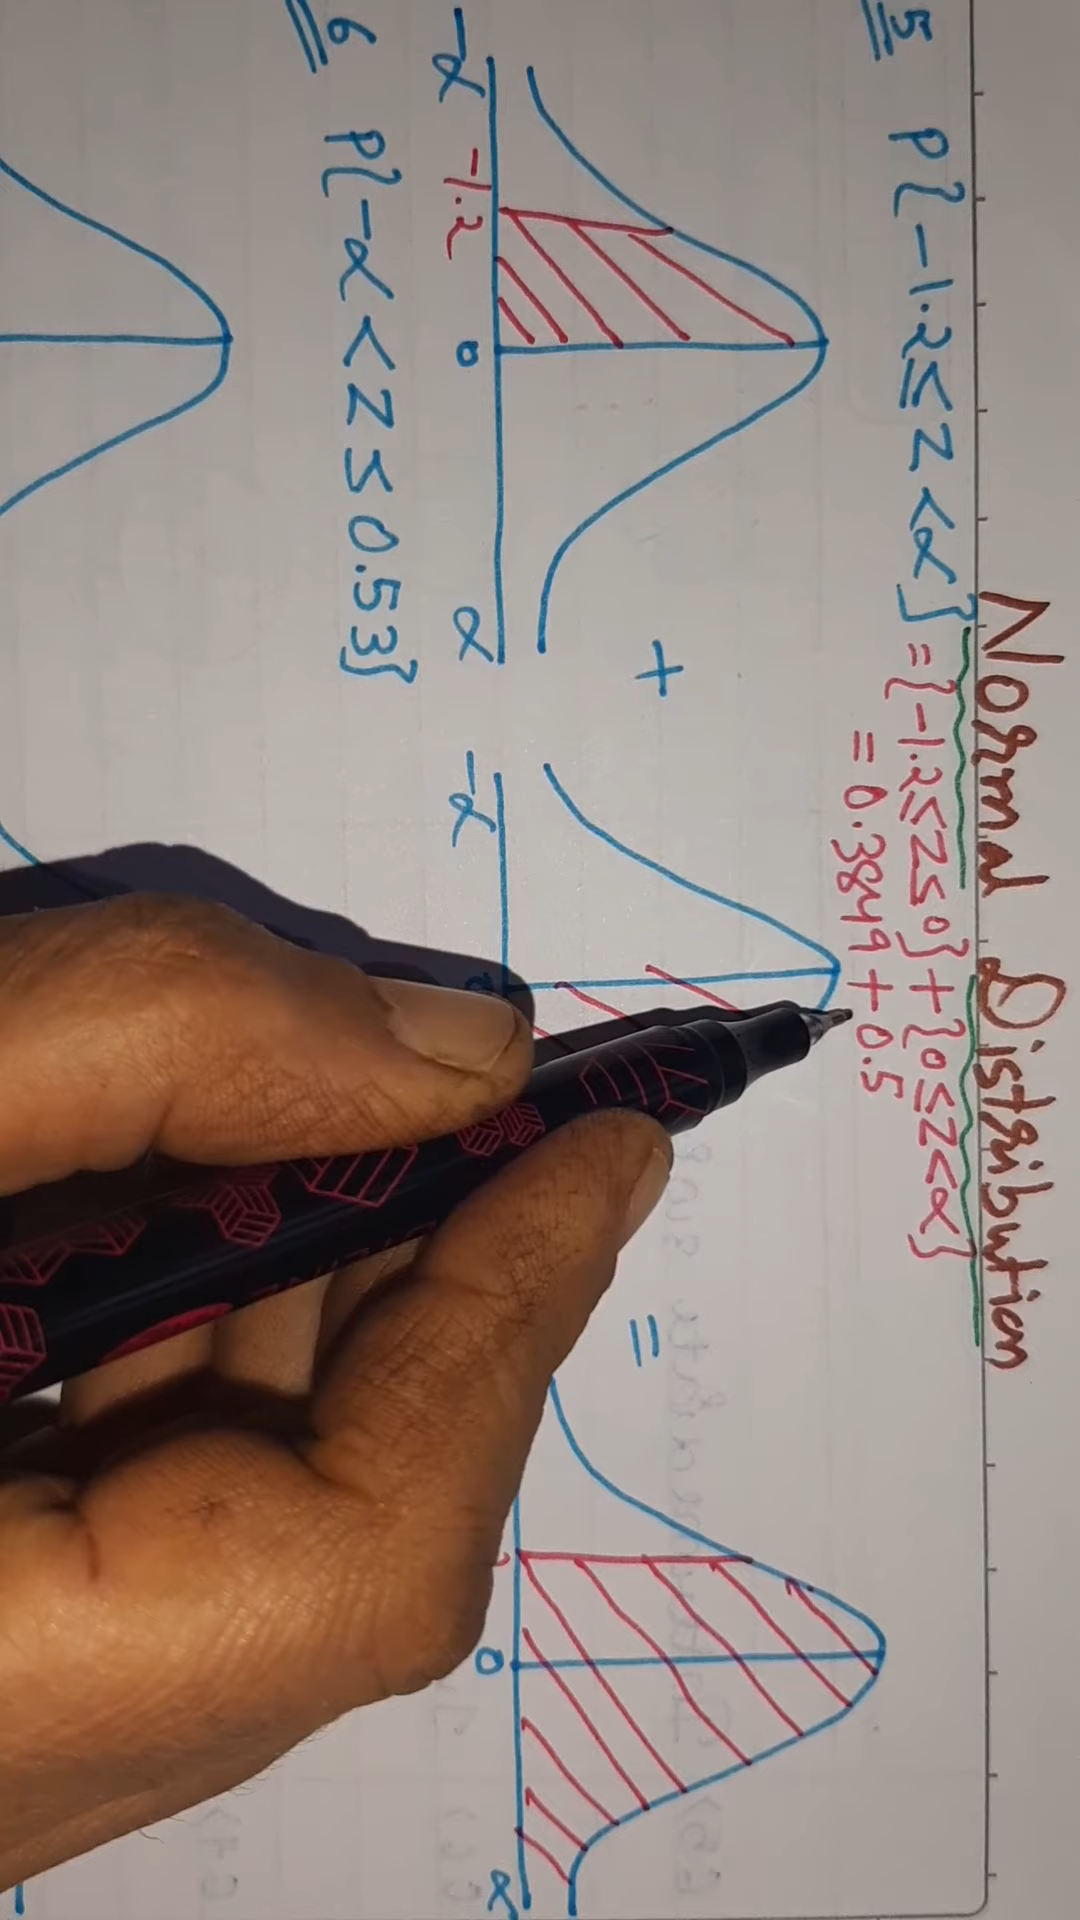 Normal Distribution
5 P{-1.2≤Z<α} = {-1.2≤Z≤0} + {0≤Z<α}
= 0.3849 + 0.5
+
=
-α -1.2 0 α
-α
0 α
6 P{-α<Z≤0.53}